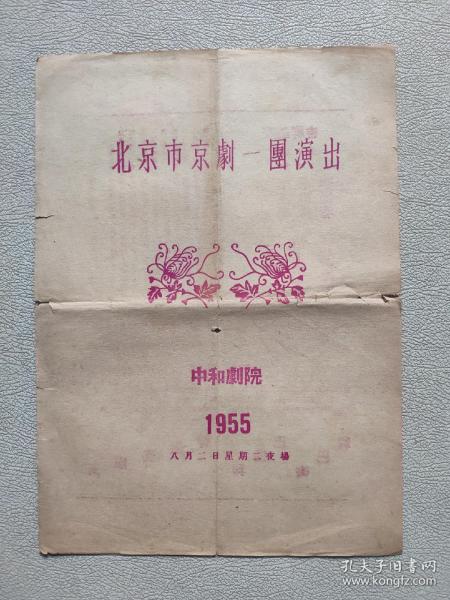 北京市京劇一團演出
中和劇院
1955
八月二日星期二夜場
孔夫子旧书网
www.kongfz.com